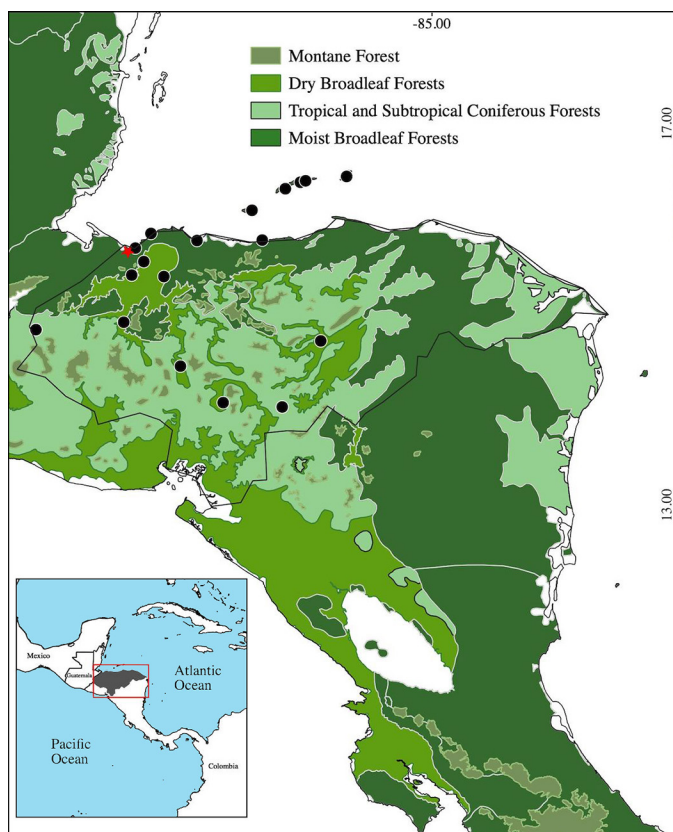 -85.00
Montane Forest
Dry Broadleaf Forests
Tropical and Subtropical Coniferous Forests
Moist Broadleaf Forests
17.00
13.00
Mexico
Guatemala
Atlantic
Ocean
Pacific
Ocean
Colombia